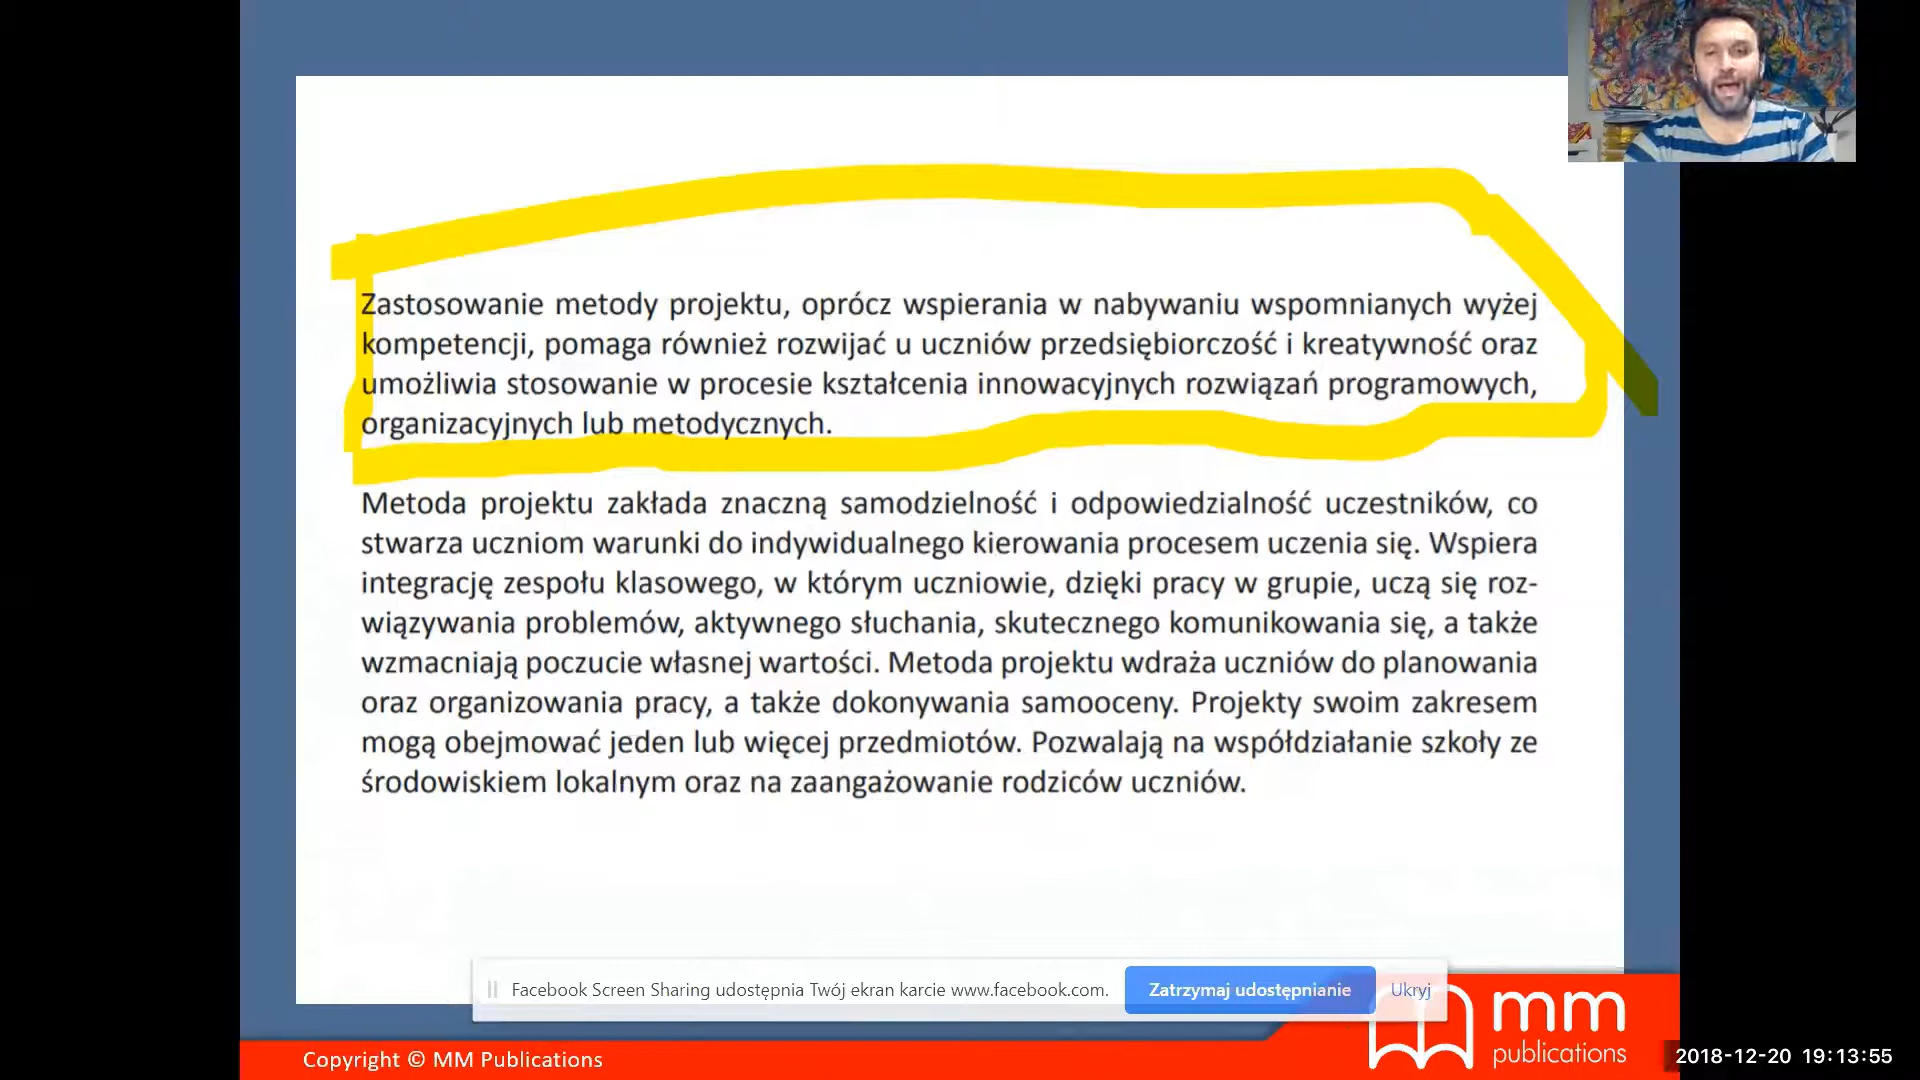 Zastosowanie metody projektu, oprócz wspierania w nabywaniu wspomnianych wyżej
kompetencji, pomaga również rozwijać u uczniów przedsiębiorczość i kreatywność oraz
umożliwia stosowanie w procesie kształcenia innowacyjnych rozwiązań programowych,
organizacyjnych lub metodycznych.
Metoda projektu zakłada znaczną samodzielność i odpowiedzialność uczestników, co
stwarza uczniom warunki do indywidualnego kierowania procesem uczenia się. Wspiera
integrację zespołu klasowego, w którym uczniowie, dzięki pracy w grupie, uczą się roz-
wiązywania problemów, aktywnego słuchania, skutecznego komunikowania się, a także
wzmacniają poczucie własnej wartości. Metoda projektu wdraża uczniów do planowania
oraz organizowania pracy, a także dokonywania samooceny. Projekty swoim zakresem
mogą obejmować jeden lub więcej przedmiotów. Pozwalają na współdziałanie szkoły ze
środowiskiem lokalnym oraz na zaangażowanie rodziców uczniów.
Facebook Screen Sharing udostępnia Twój ekran karcie www.facebook.com.
Zatrzymaj udostępnianie
Ukryj
mm
publications
Copyright © MM Publications
2018-12-20 19:13:55